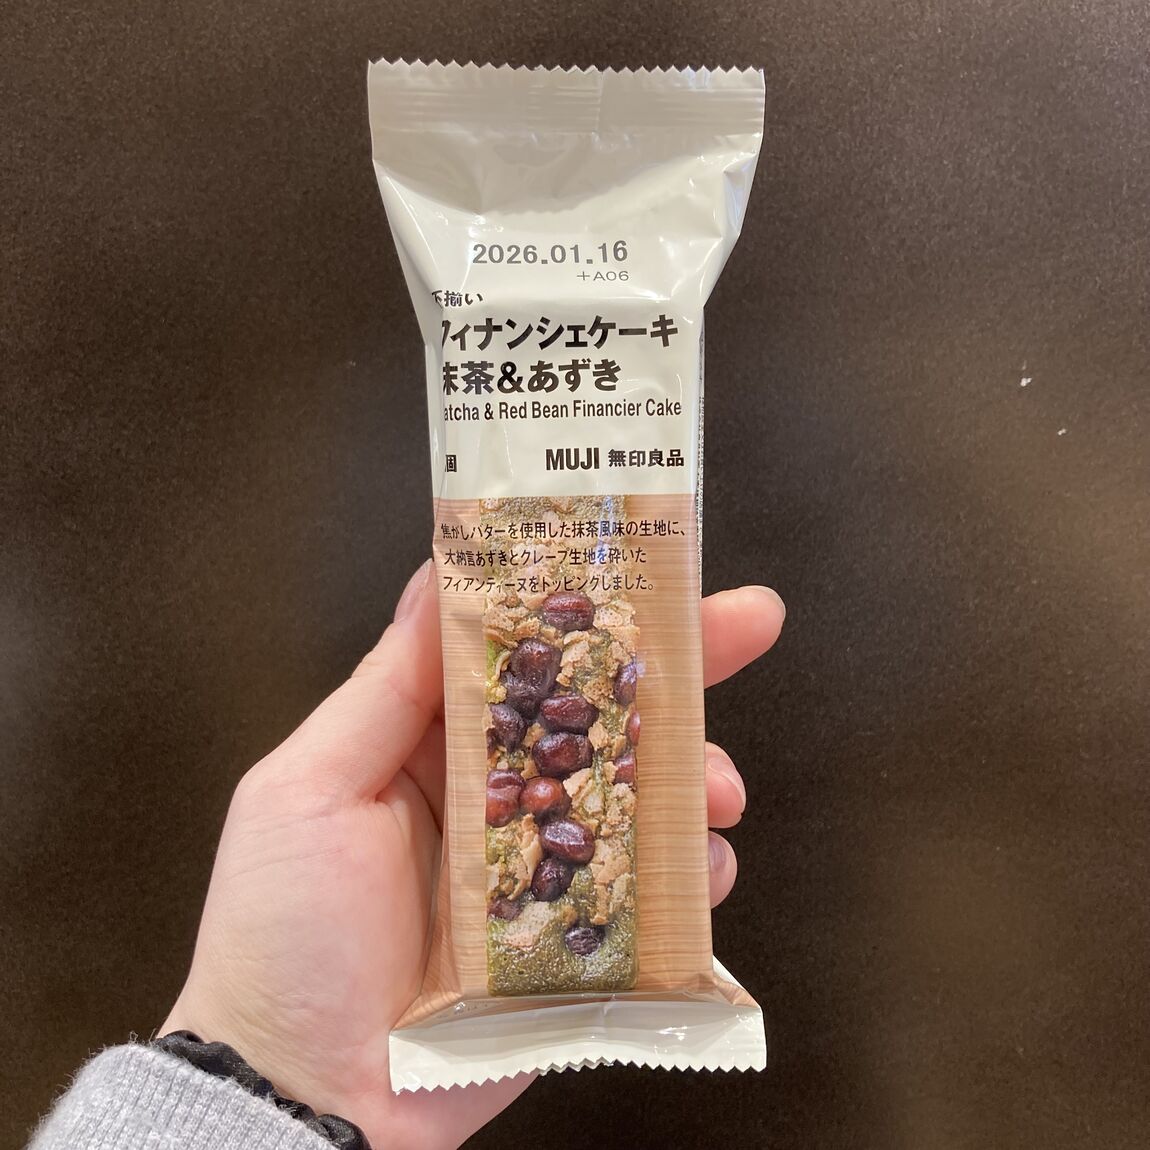 2026.01.16
+A06
不揃い
フィナンシェケーキ
抹茶&あずき
atcha & Red Bean Financier Cake
個
MUJI 無印良品
焦がしバターを使用した抹茶風味の生地に、
大納言あずきとクレープ生地を砕いた
フィアンティーヌをトッピングしました。